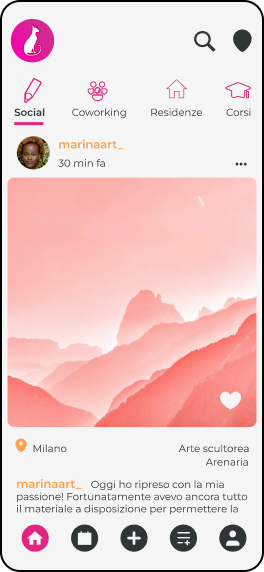 Social
Coworking
Residenze
Corsi
marinaart_
30 min fa
Milano
Arte scultorea
Arenaria
marinaart_ Oggi ho ripreso con la mia
passione! Fortunatamente avevo ancora tutto
il materiale a disposizione per permettere la